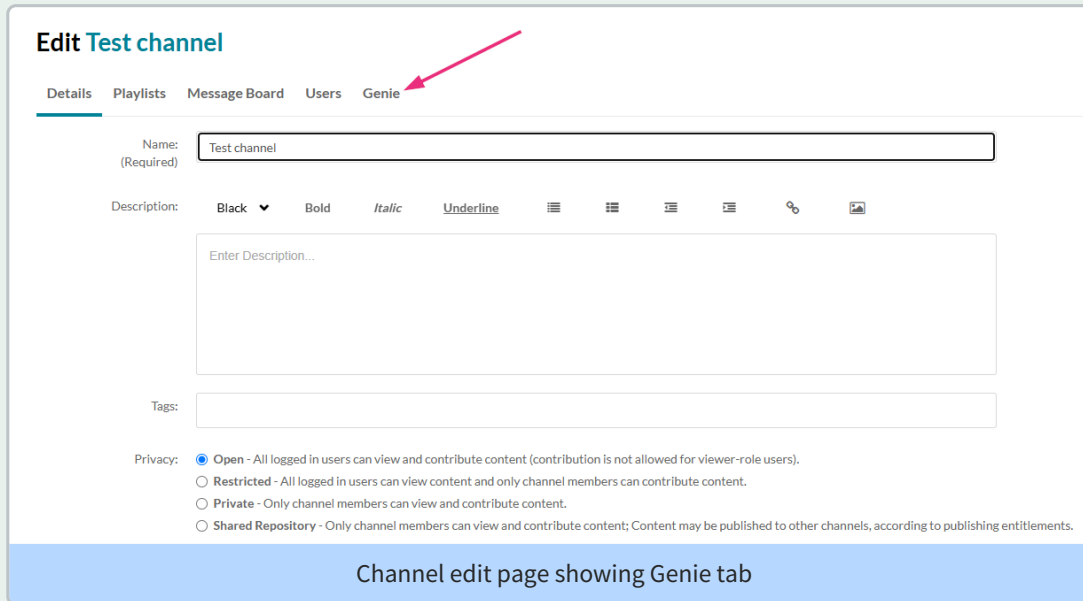 Edit Test channel
Details Playlists Message Board Users Genie
Name:
(Required)
Test channel
Description:
Black Bold Italic Underline
Enter Description...
Tags:
Privacy:
Open - All logged in users can view and contribute content (contribution is not allowed for viewer-role users).
Restricted - All logged in users can view content and only channel members can contribute content.
Private - Only channel members can view and contribute content.
Shared Repository - Only channel members can view and contribute content; Content may be published to other channels, according to publishing entitlements.
Channel edit page showing Genie tab